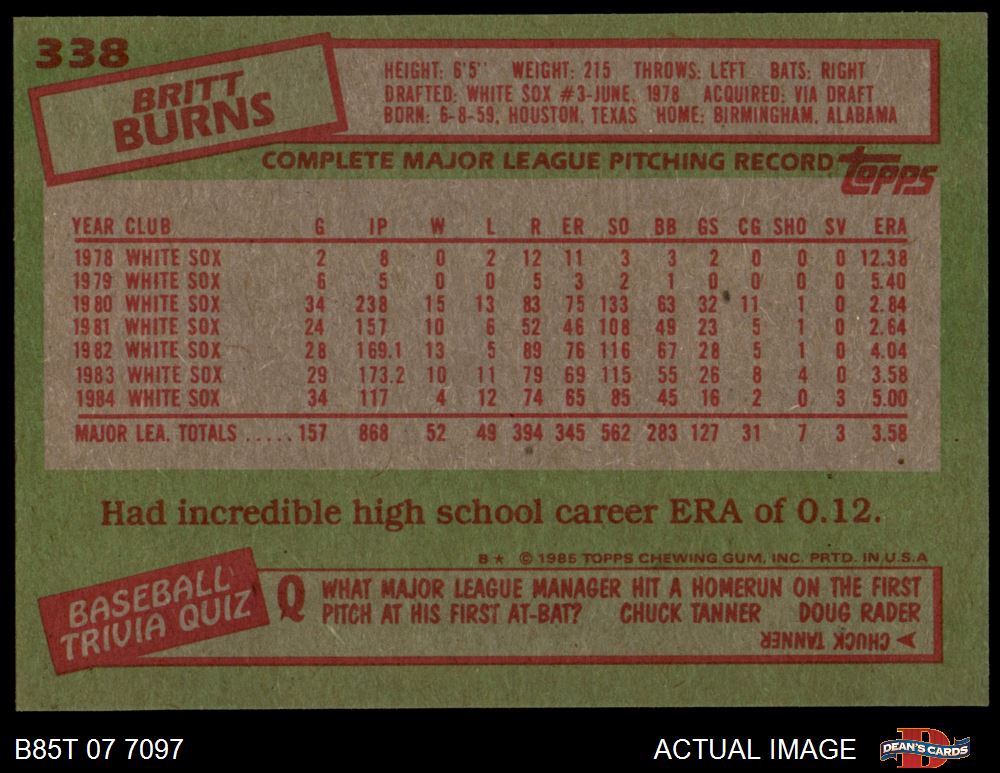 338
BRITT
BURNS
HEIGHT: 6'5" WEIGHT: 215 THROWS: LEFT BATS: RIGHT
DRAFTED: WHITE SOX #3-JUNE, 1978 ACQUIRED: VIA DRAFT
BORN: 6-8-59, HOUSTON, TEXAS HOME: BIRMINGHAM, ALABAMA
COMPLETE MAJOR LEAGUE PITCHING RECORD topps
YEAR CLUB G IP W L R ER SO BB GS CG SHO SV ERA
1978 WHITE SOX 2 8 0 2 12 11 3 3 2 0 0 0 12.38
1979 WHITE SOX 6 5 0 0 5 3 2 1 0 0 0 0 5.40
1980 WHITE SOX 34 238 15 13 83 75 133 63 32 11 1 0 2.84
1981 WHITE SOX 24 157 10 6 52 46 108 49 23 5 1 0 2.64
1982 WHITE SOX 28 169.1 13 5 89 76 116 67 28 5 1 0 4.04
1983 WHITE SOX 29 173.2 10 11 79 69 115 55 26 8 4 0 3.58
1984 WHITE SOX 34 117 4 12 74 65 85 45 16 2 0 3 5.00
MAJOR LEA. TOTALS ..... 157 868 52 49 394 345 562 283 127 31 7 3 3.58
Had incredible high school career ERA of 0.12.
B★ © 1985 TOPPS CHEWING GUM, INC. PRTD. IN U.S.A
BASEBALL
TRIVIA QUIZ
Q WHAT MAJOR LEAGUE MANAGER HIT A HOMERUN ON THE FIRST
PITCH AT HIS FIRST AT-BAT? CHUCK TANNER DOUG RADER
CHUCK TANNER
B85T 07 7097
ACTUAL IMAGE
D
DEAN'S CARDS